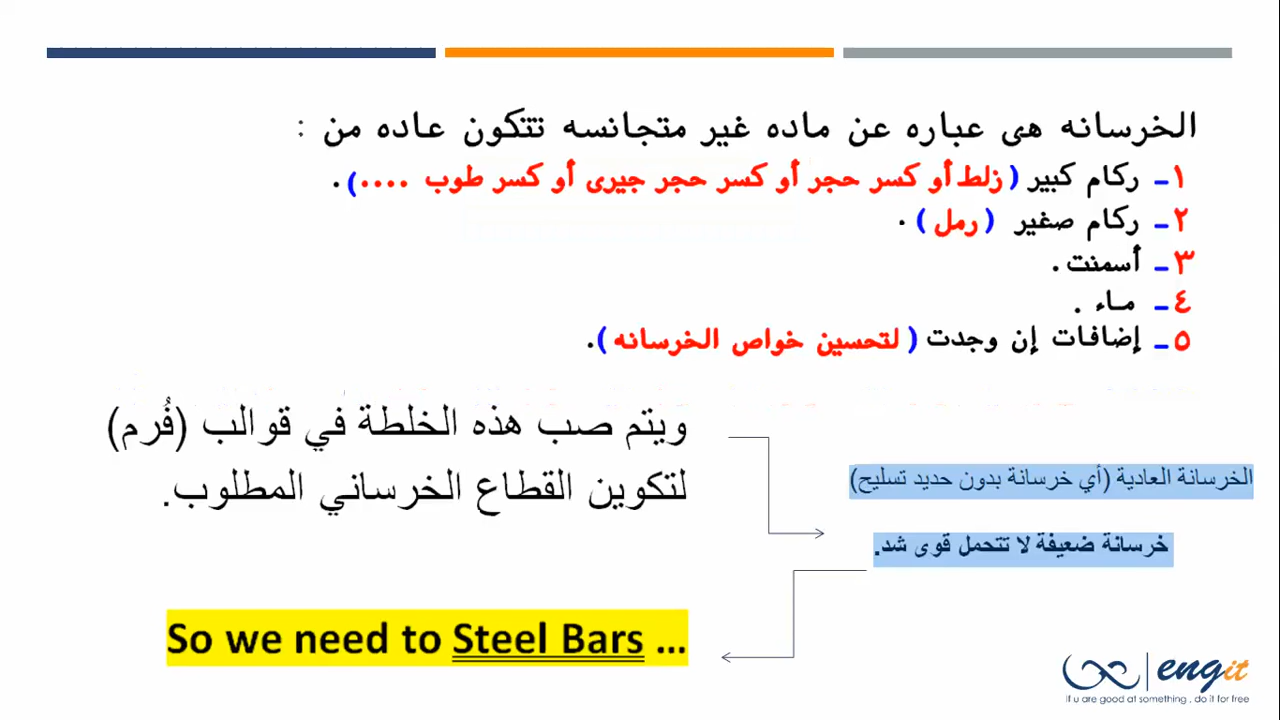 الخرسانه هى عباره عن ماده غير متجانسه تتكون عاده من :
١- ركام كبير (زلط أو كسر حجر أو كسر حجر جيرى أو كسر طوب ....).
٢- ركام صغير (رمل).
٣- أسمنت.
٤- ماء.
٥- إضافات إن وجدت (لتحسين خواص الخرسانه).
ويتم صب هذه الخلطة في قوالب (فُرم)
لتكوين القطاع الخرساني المطلوب.
الخرسانة العادية (أي خرسانة بدون حديد تسليح)
خرسانة ضعيفة لا تتحمل قوى شد.
So we need to Steel Bars ...
engit
if u are good at something , do it for free